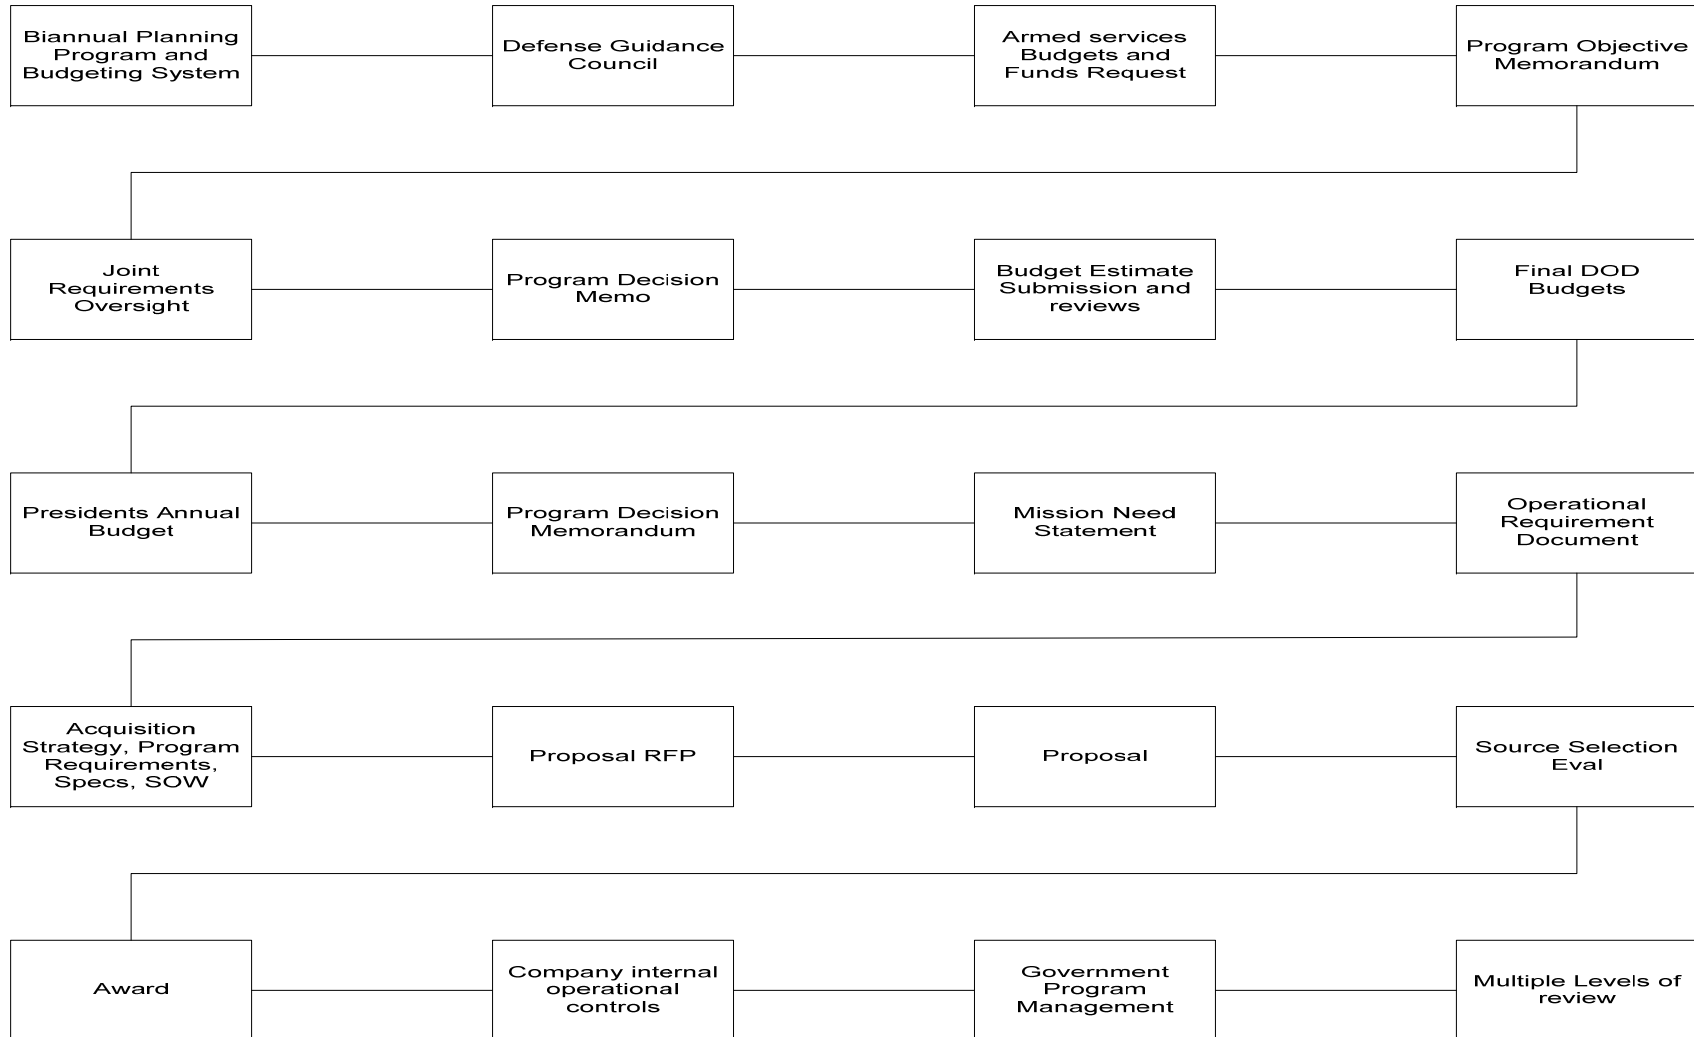 Biannual Planning
Program and
Budgeting System
Defense Guidance
Council
Armed services
Budgets and
Funds Request
Program Objective
Memorandum
Joint
Requirements
Oversight
Program Decision
Memo
Budget Estimate
Submission and
reviews
Final DOD
Budgets
Presidents Annual
Budget
Program Decision
Memorandum
Mission Need
Statement
Operational
Requirement
Document
Acquisition
Strategy, Program
Requirements,
Specs, SOW
Proposal RFP
Proposal
Source Selection
Eval
Award
Company internal
operational
controls
Government
Program
Management
Multiple Levels of
review